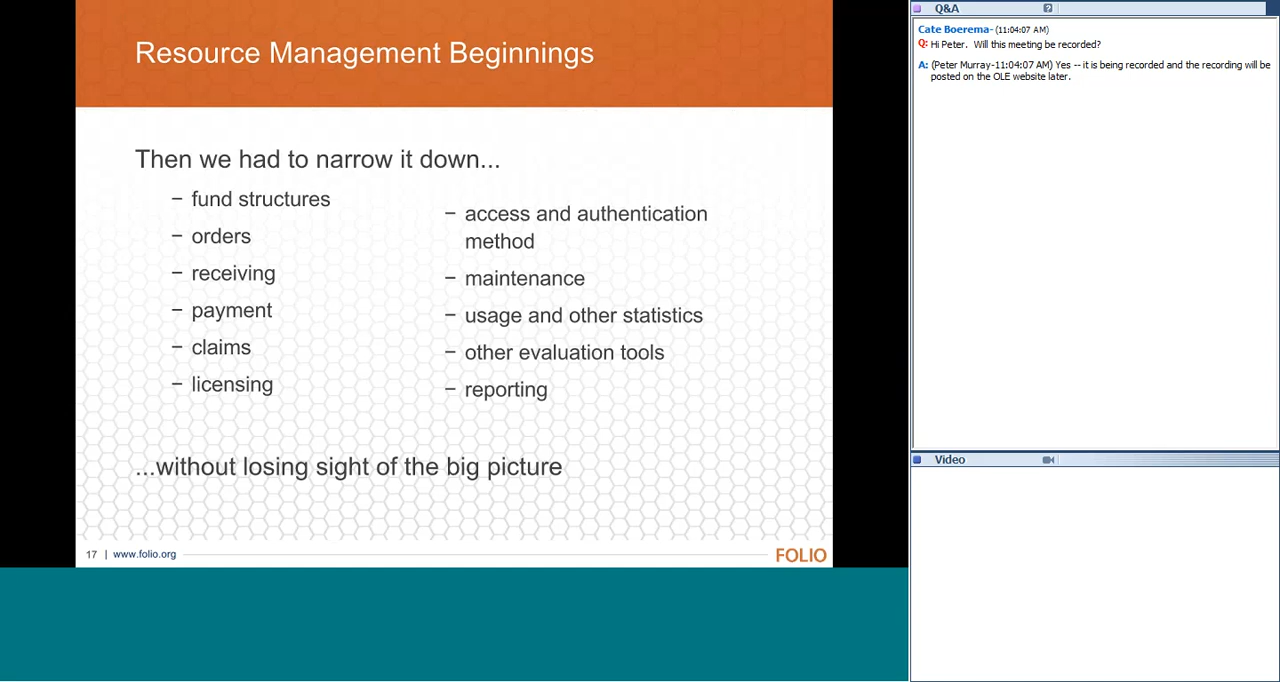 Resource Management Beginnings
Then we had to narrow it down...
– fund structures
– orders
– receiving
– payment
– claims
– licensing
– access and authentication
method
– maintenance
– usage and other statistics
– other evaluation tools
– reporting
...without losing sight of the big picture
17 | www.folio.org
FOLIO
Q&A
Cate Boerema- (11:04:07 AM)
Q: Hi Peter.  Will this meeting be recorded?
A: (Peter Murray-11:04:07 AM) Yes -- it is being recorded and the recording will be
posted on the OLE website later.
Video